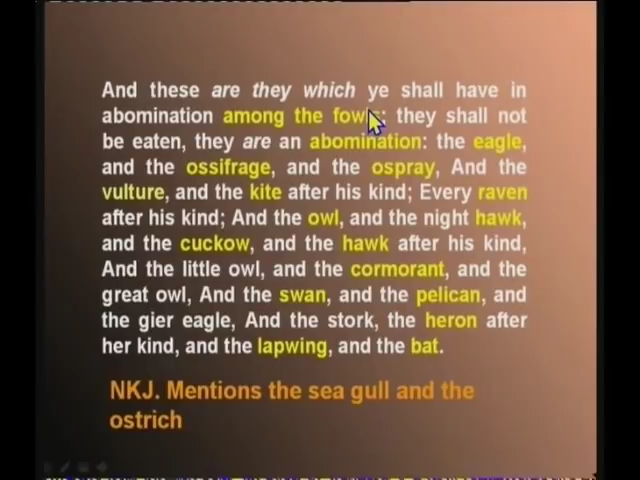 And these are they which ye shall have in
abomination among the fowls: they shall not
be eaten, they are an abomination: the eagle,
and the ossifrage, and the ospray, And the
vulture, and the kite after his kind; Every raven
after his kind; And the owl, and the night hawk,
and the cuckow, and the hawk after his kind,
And the little owl, and the cormorant, and the
great owl, And the swan, and the pelican, and
the gier eagle, And the stork, the heron after
her kind, and the lapwing, and the bat.
NKJ. Mentions the sea gull and the
ostrich